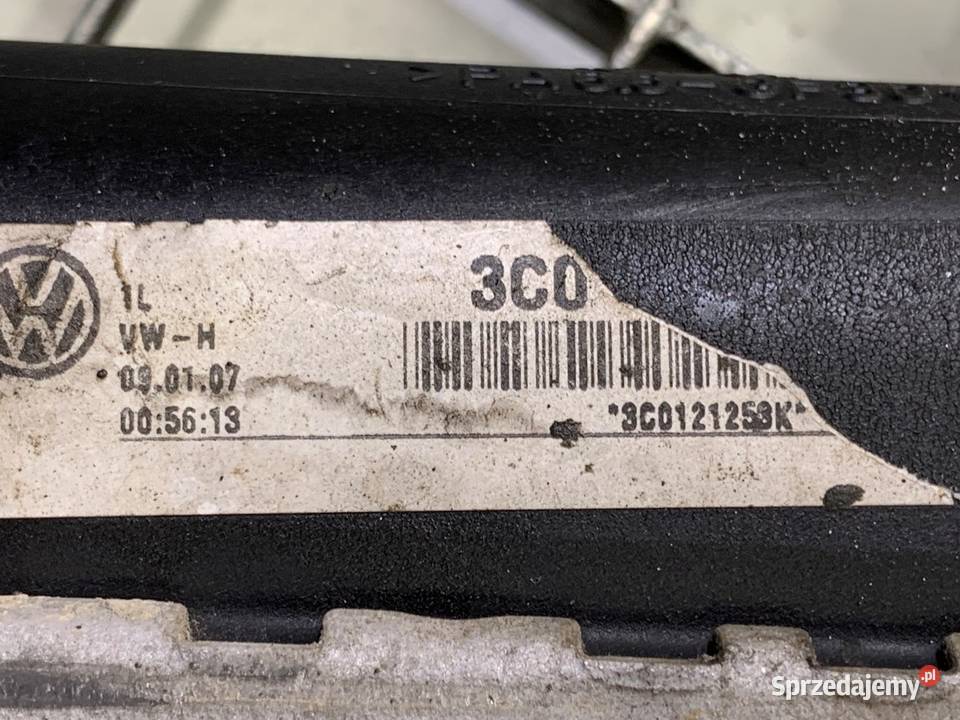 3C0
1L
VW-H
09.01.07
00:56:13
*3C0121253K*
Sprzedajemy.pl